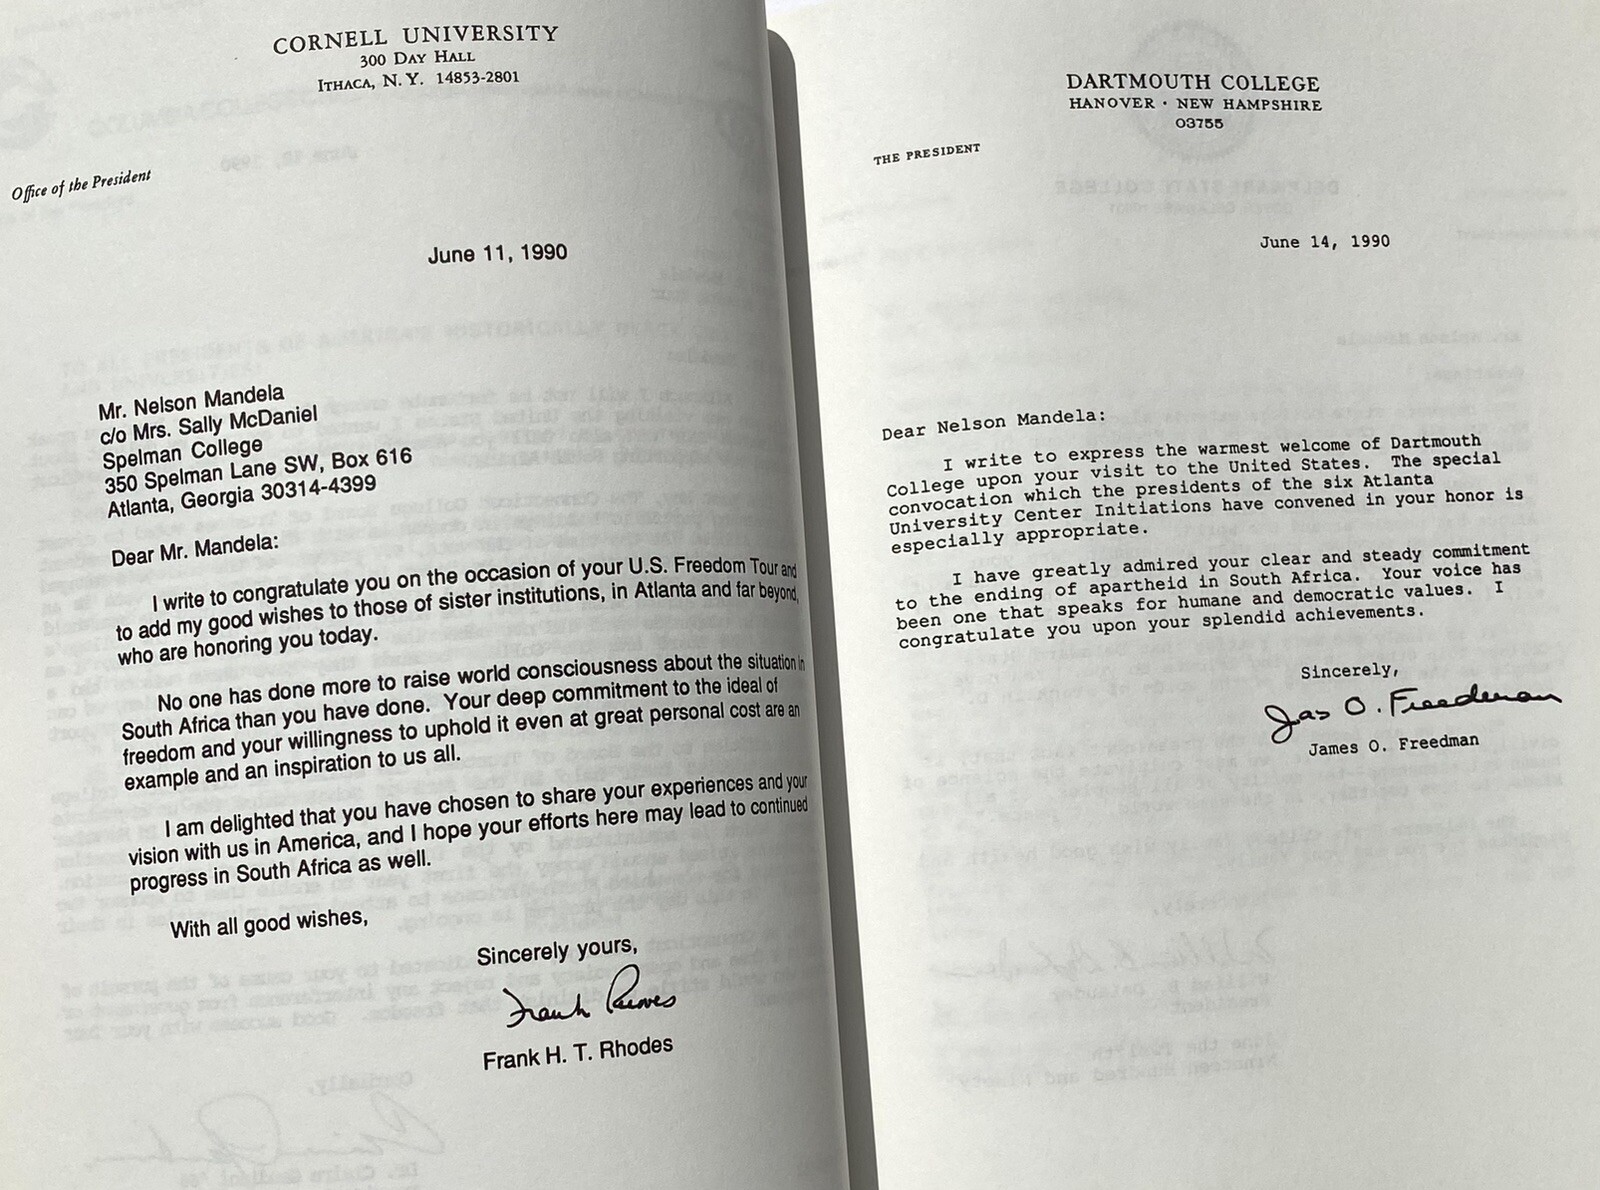 CORNELL UNIVERSITY
300 DAY HALL
ITHACA, N. Y. 14853-2801
Office of the President
June 11, 1990
Mr. Nelson Mandela
c/o Mrs. Sally McDaniel
Spelman College
350 Spelman Lane SW, Box 616
Atlanta, Georgia 30314-4399
Dear Mr. Mandela:
I write to congratulate you on the occasion of your U.S. Freedom Tour and
to add my good wishes to those of sister institutions, in Atlanta and far beyond,
who are honoring you today.
No one has done more to raise world consciousness about the situation in
South Africa than you have done. Your deep commitment to the ideal of
freedom and your willingness to uphold it even at great personal cost are an
example and an inspiration to us all.
I am delighted that you have chosen to share your experiences and your
vision with us in America, and I hope your efforts here may lead to continued
progress in South Africa as well.
With all good wishes,
Sincerely yours,
Frank Rhodes
Frank H. T. Rhodes
DARTMOUTH COLLEGE
HANOVER · NEW HAMPSHIRE
03755
THE PRESIDENT
June 14, 1990
Dear Nelson Mandela:
I write to express the warmest welcome of Dartmouth
College upon your visit to the United States. The special
convocation which the presidents of the six Atlanta
University Center Initiations have convened in your honor is
especially appropriate.
I have greatly admired your clear and steady commitment
to the ending of apartheid in South Africa. Your voice has
been one that speaks for humane and democratic values. I
congratulate you upon your splendid achievements.
Sincerely,
Jas O. Freedman
James O. Freedman